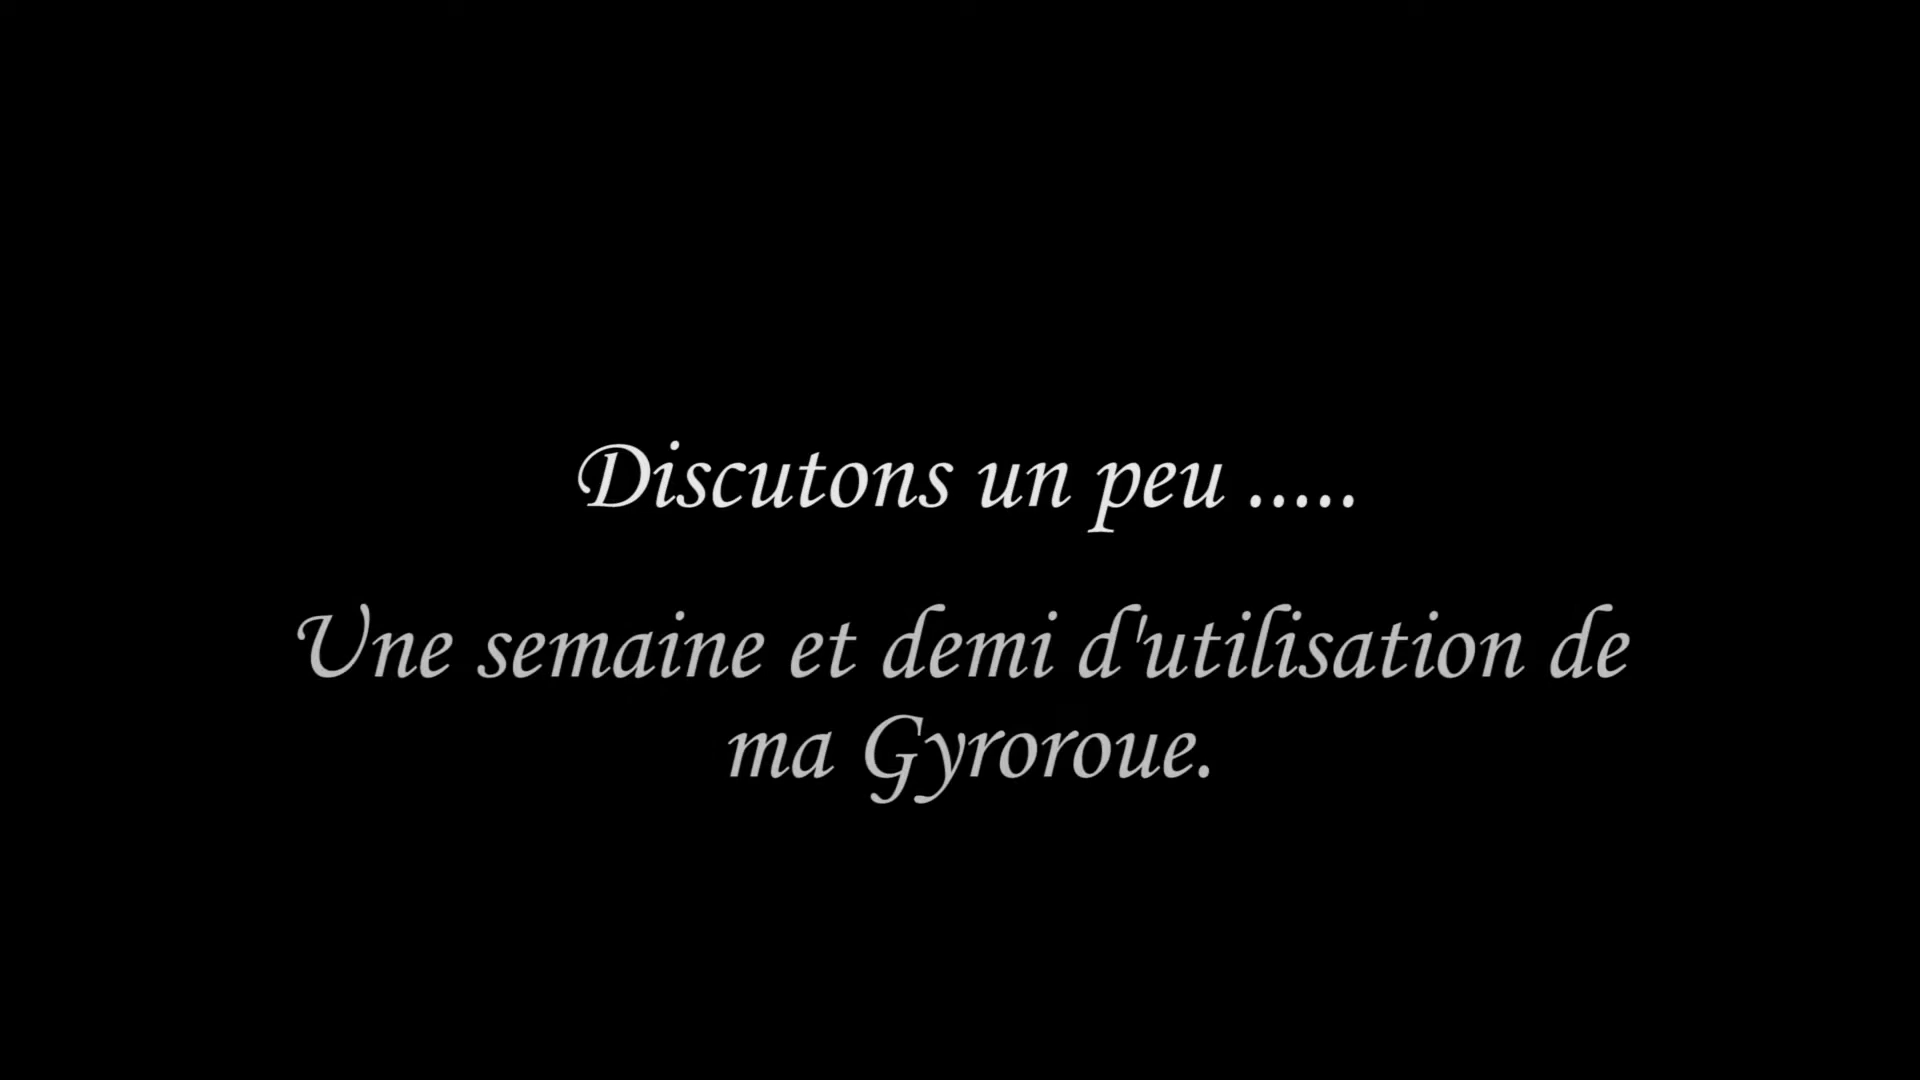 Discutons un peu .....
Une semaine et demi d'utilisation de
ma Gyroroue.